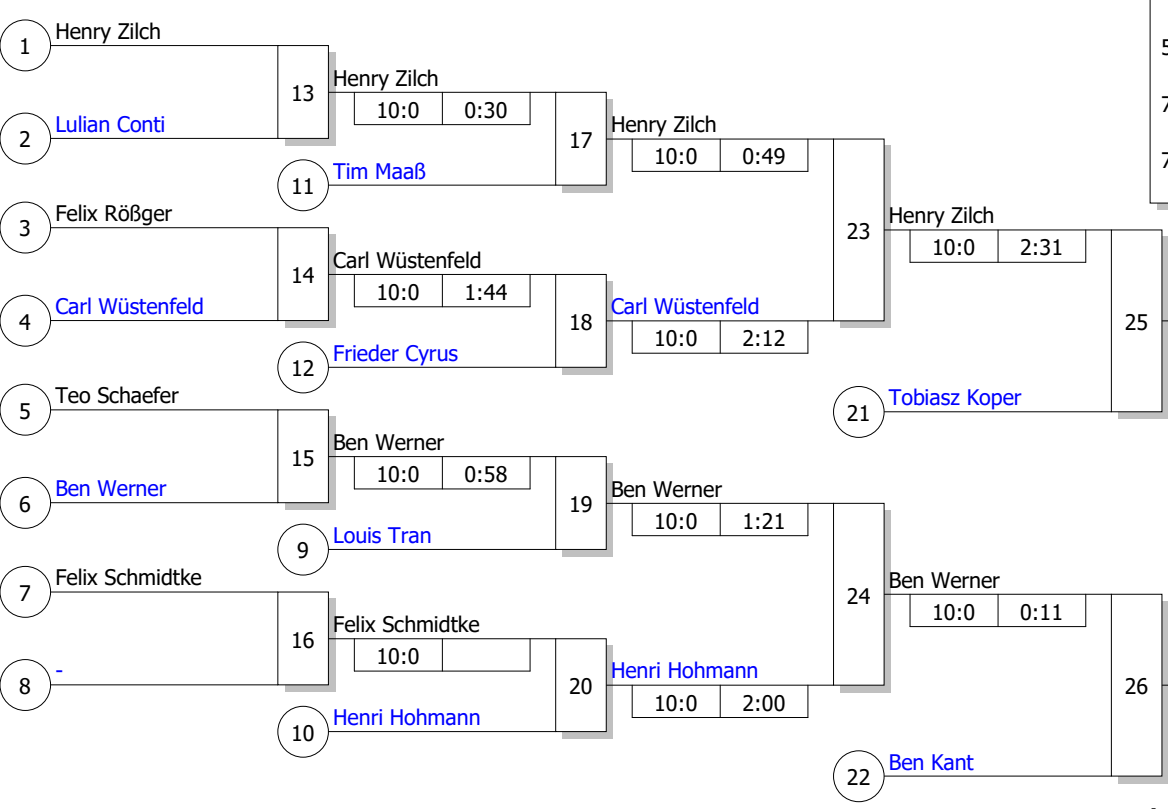 Henry Zilch
1
13
Henry Zilch
10:0 0:30
2
Lulian Conti
17
Henry Zilch
10:0 0:49
11
Tim Maaß
3
Felix Rößger
14
Carl Wüstenfeld
10:0 1:44
4
Carl Wüstenfeld
18
Carl Wüstenfeld
10:0 2:12
12
Frieder Cyrus
23
Henry Zilch
10:0 2:31
25
21
Tobiasz Koper
5
Teo Schaefer
15
Ben Werner
10:0 0:58
6
Ben Werner
19
Ben Werner
10:0 1:21
9
Louis Tran
7
Felix Schmidtke
16
Felix Schmidtke
10:0
8
-
20
Henri Hohmann
10:0 2:00
10
Henri Hohmann
24
Ben Werner
10:0 0:11
26
22
Ben Kant